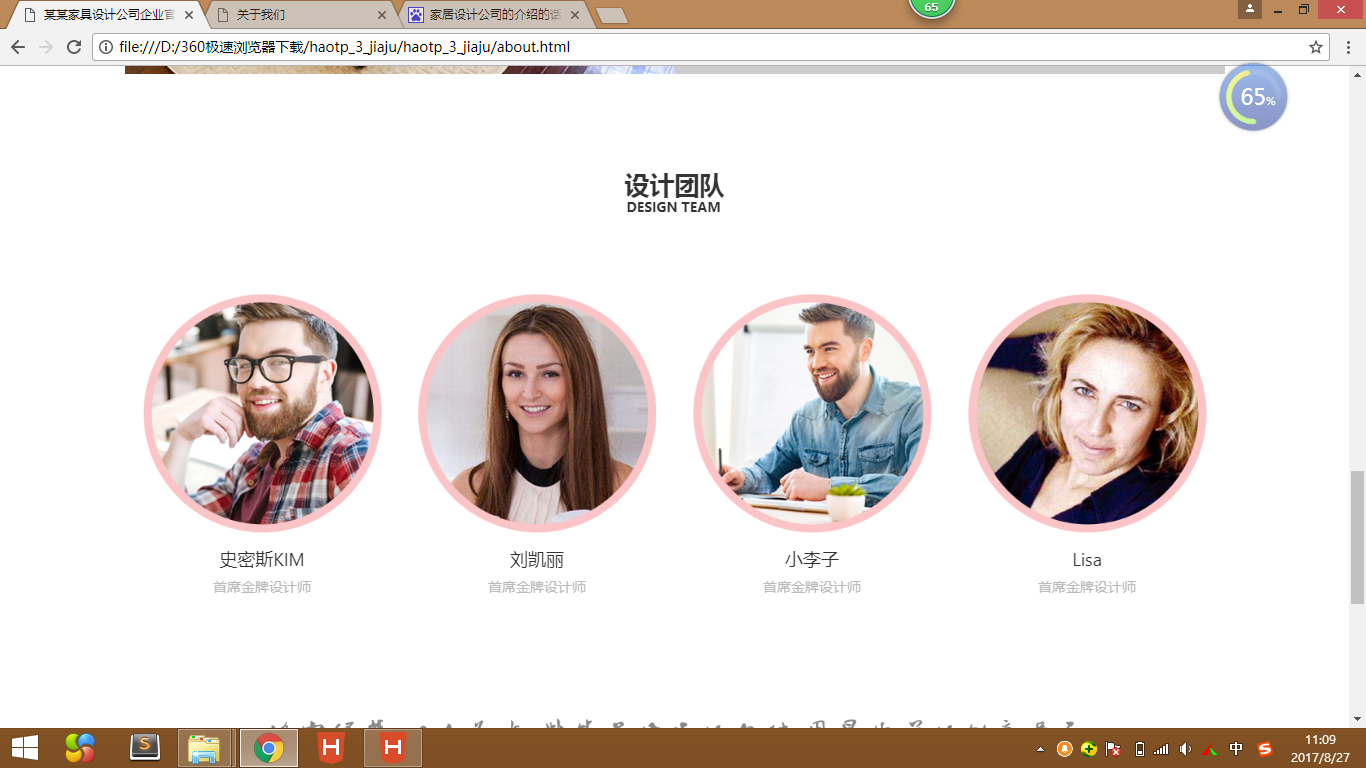 65
某某家具设计公司企业官
关于我们
家居设计公司的介绍的话
file:///D:/360极速浏览器下载/haotp_3_jiaju/haotp_3_jiaju/about.html
65%
设计团队
DESIGN TEAM
史密斯KIM
刘凯丽
小李子
Lisa
首席金牌设计师
首席金牌设计师
首席金牌设计师
首席金牌设计师
中
11:09
2017/8/27